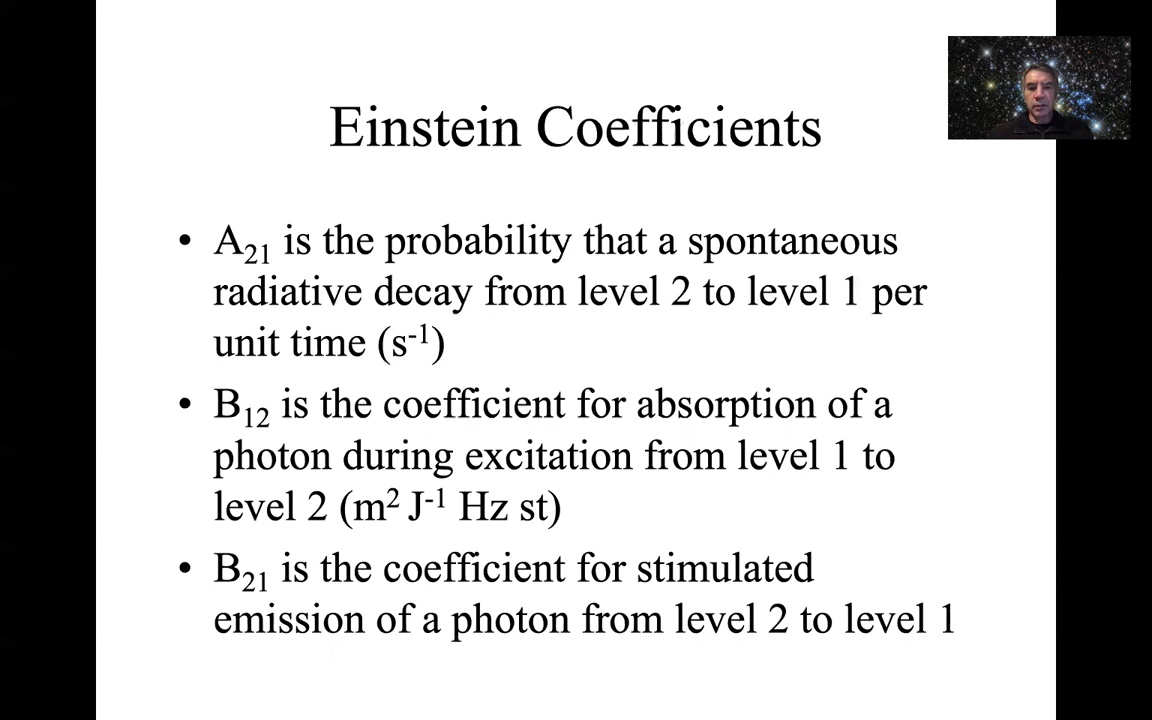 Einstein Coefficients
• A₂₁ is the probability that a spontaneous
radiative decay from level 2 to level 1 per
unit time (s⁻¹)
• B₁₂ is the coefficient for absorption of a
photon during excitation from level 1 to
level 2 (m² J⁻¹ Hz st)
• B₂₁ is the coefficient for stimulated
emission of a photon from level 2 to level 1